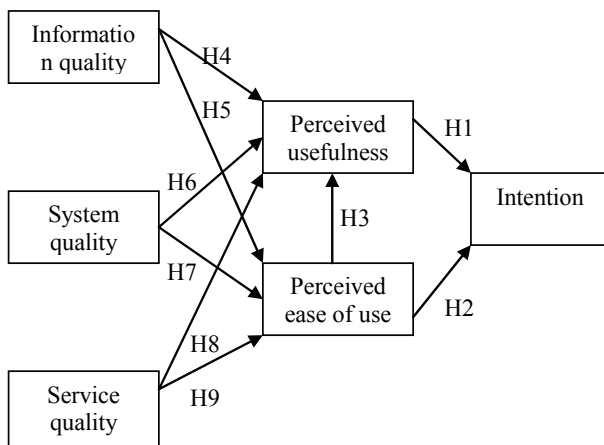 Informatio
n quality
H4
H5
Perceived
usefulness
H1
H6
System
quality
H3
Intention
H7
Perceived
ease of use
H2
H8
Service
quality
H9